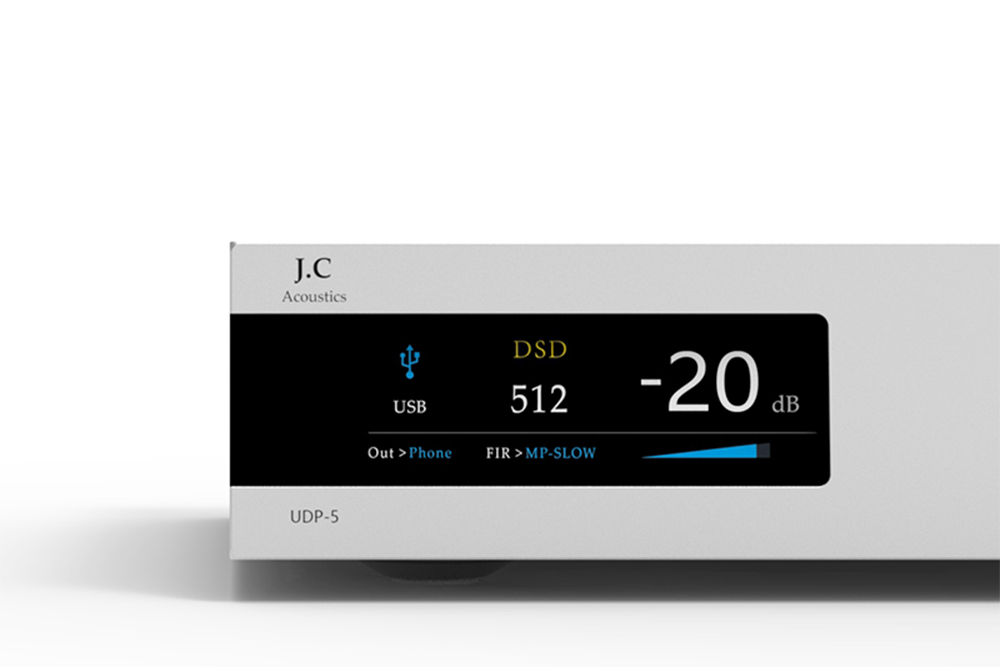 J.C
Acoustics
USB
DSD
512
-20 dB
Out >Phone
FIR >MP-SLOW
UDP-5